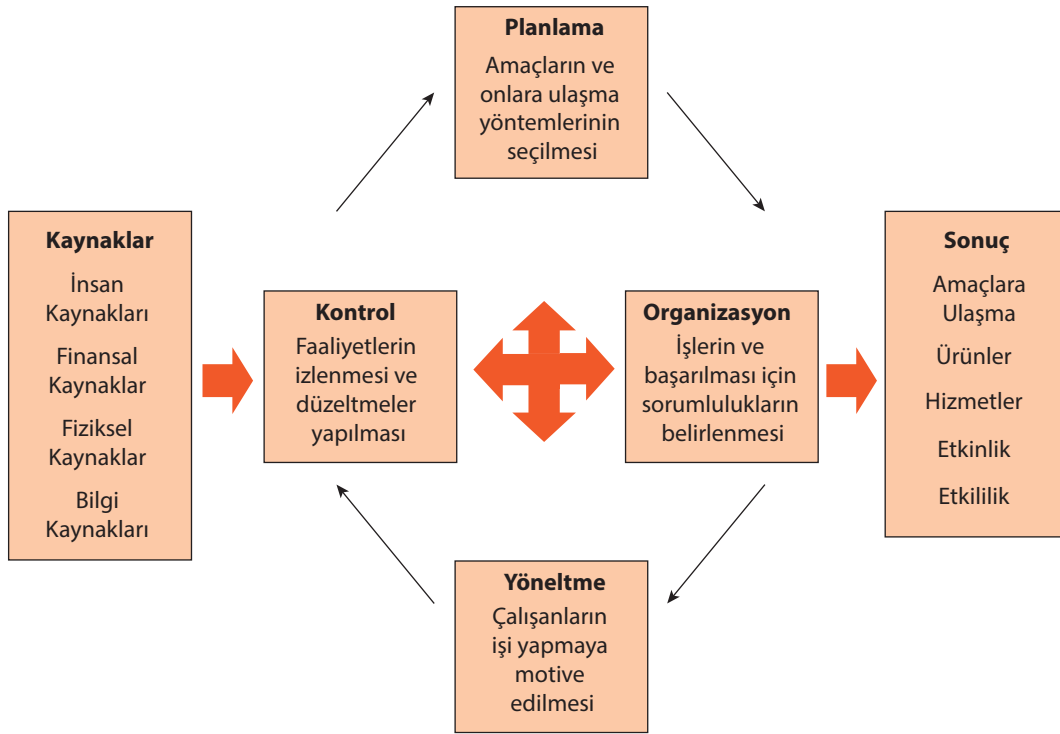 Planlama
Amaçların ve
onlara ulaşma
yöntemlerinin
seçilmesi
Kaynaklar
İnsan
Kaynakları
Finansal
Kaynaklar
Fiziksel
Kaynaklar
Bilgi
Kaynakları
Kontrol
Faaliyetlerin
izlenmesi ve
düzeltmeler
yapılması
Organizasyon
İşlerin ve
başarılması için
sorumlulukların
belirlenmesi
Sonuç
Amaçlara
Ulaşma
Ürünler
Hizmetler
Etkinlik
Etkililik
Yöneltme
Çalışanların
işi yapmaya
motive
edilmesi